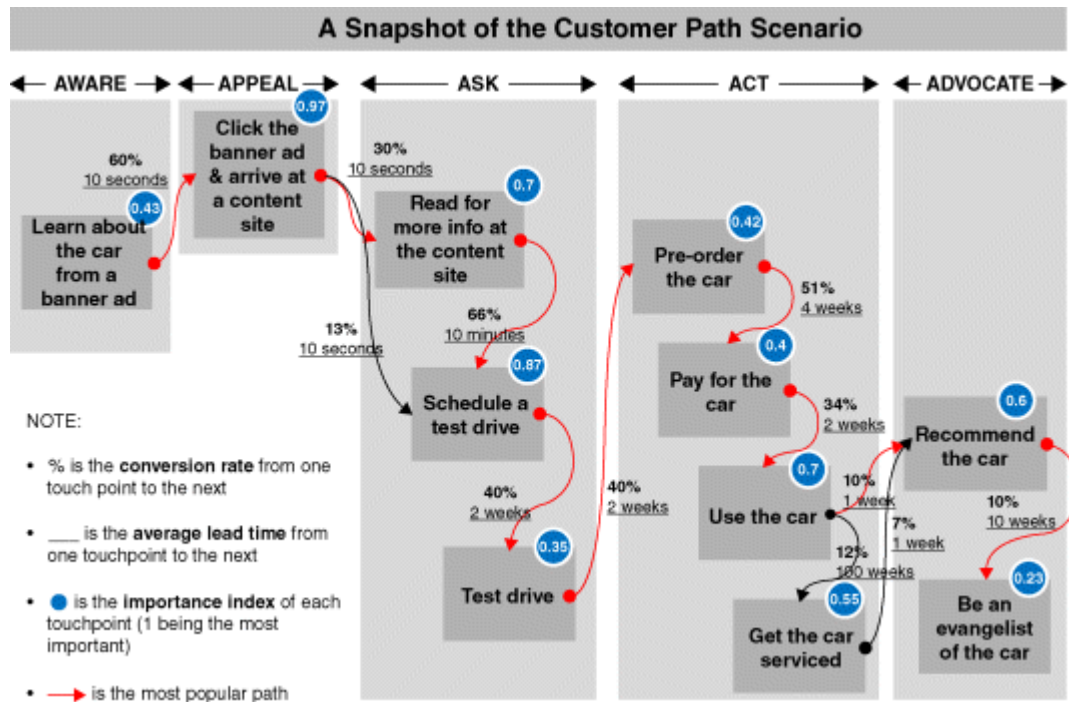 A Snapshot of the Customer Path Scenario
AWARE
APPEAL
ASK
ACT
ADVOCATE
60%
10 seconds
0.43
Learn about
the car
from a
banner ad
0.97
Click the
banner ad
& arrive at
a content
site
30%
10 seconds
13%
10 seconds
0.7
Read for
more info at
the content
site
66%
10 minutes
0.87
Schedule a
test drive
40%
2 weeks
0.35
Test drive
40%
2 weeks
0.42
Pre-order
the car
51%
4 weeks
0.4
Pay for the
car
34%
2 weeks
0.7
Use the car
10%
1 week
12%
100 weeks
0.55
Get the car
serviced
7%
1 week
0.6
Recommend
the car
10%
10 weeks
0.23
Be an
evangelist
of the car
NOTE:
• % is the conversion rate from one
touch point to the next
• ___ is the average lead time from
one touchpoint to the next
• is the importance index of each
touchpoint (1 being the most
important)
• is the most popular path